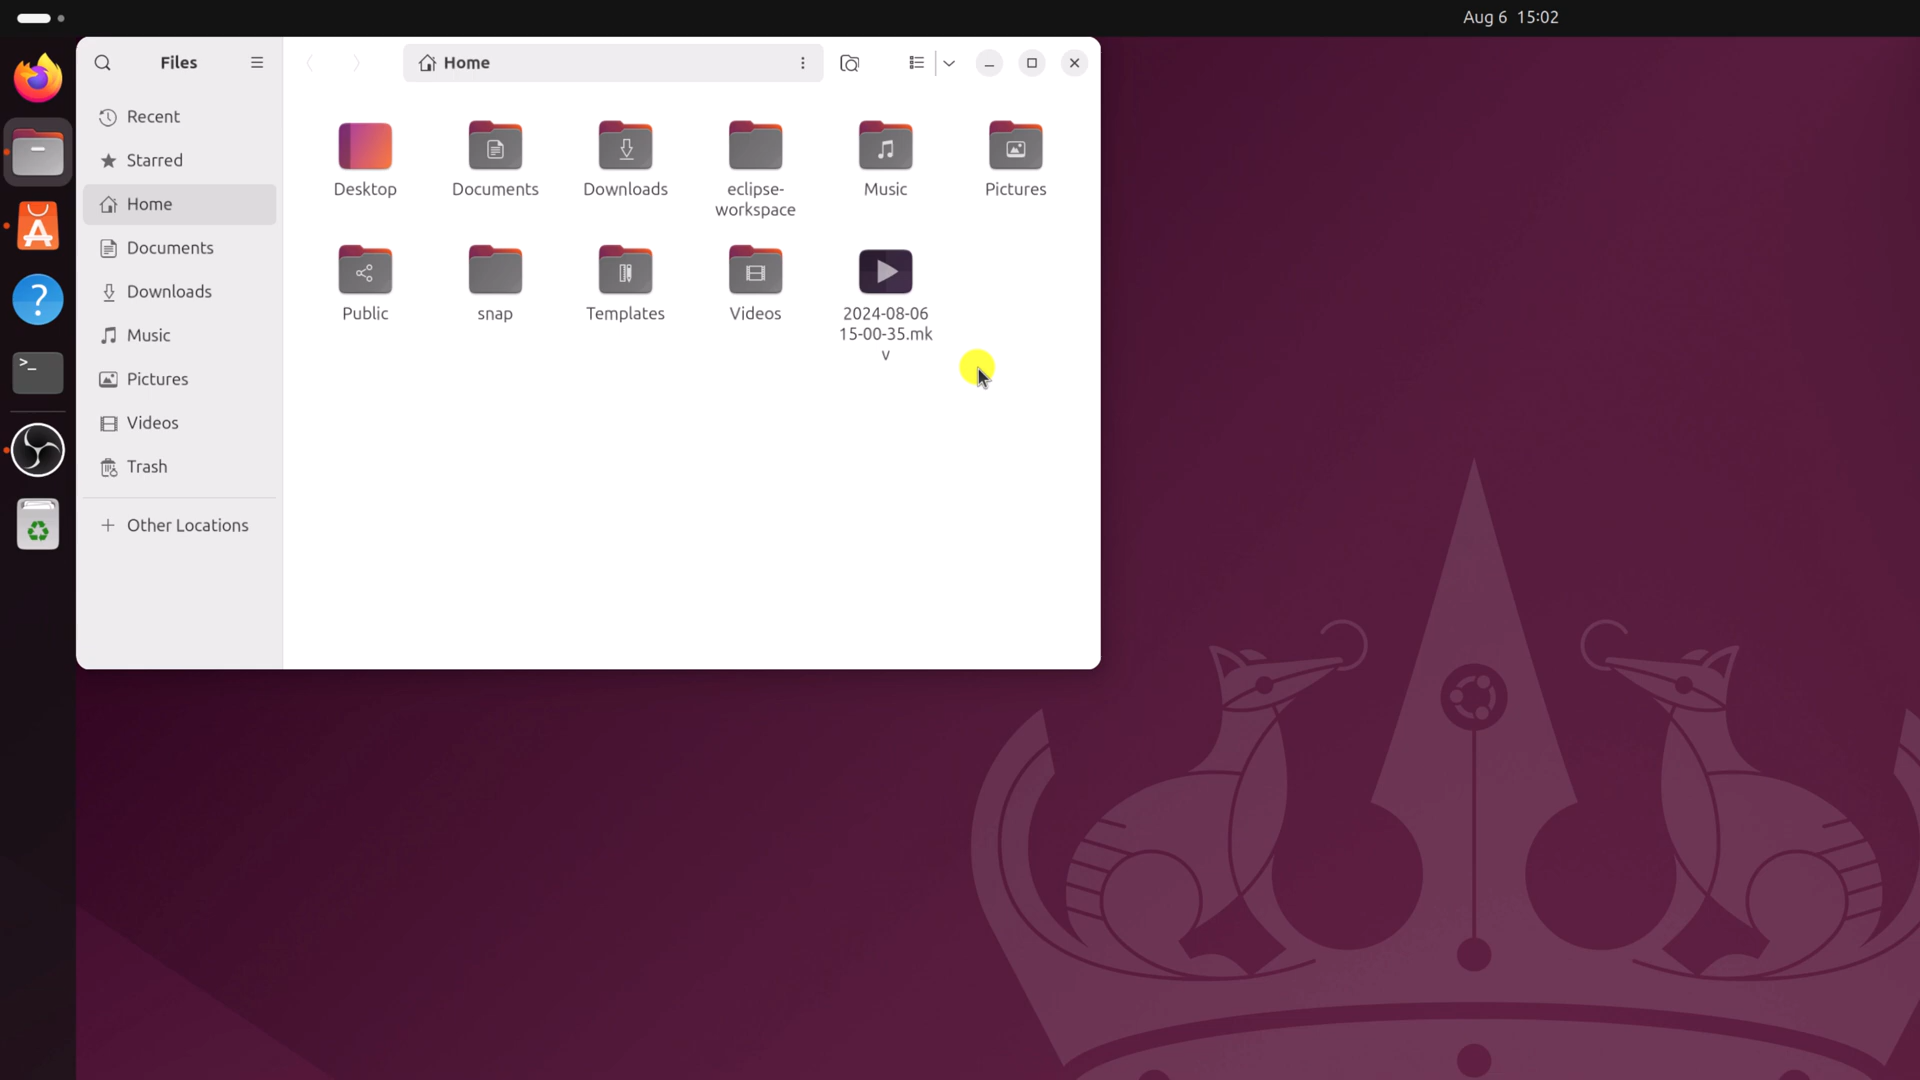 Aug 6 15:02
Files
Home
Recent
Starred
Home
Documents
Downloads
Music
Pictures
Videos
Trash
Other Locations
Desktop
Documents
Downloads
eclipse-
workspace
Music
Pictures
Public
snap
Templates
Videos
2024-08-06
15-00-35.mk
v